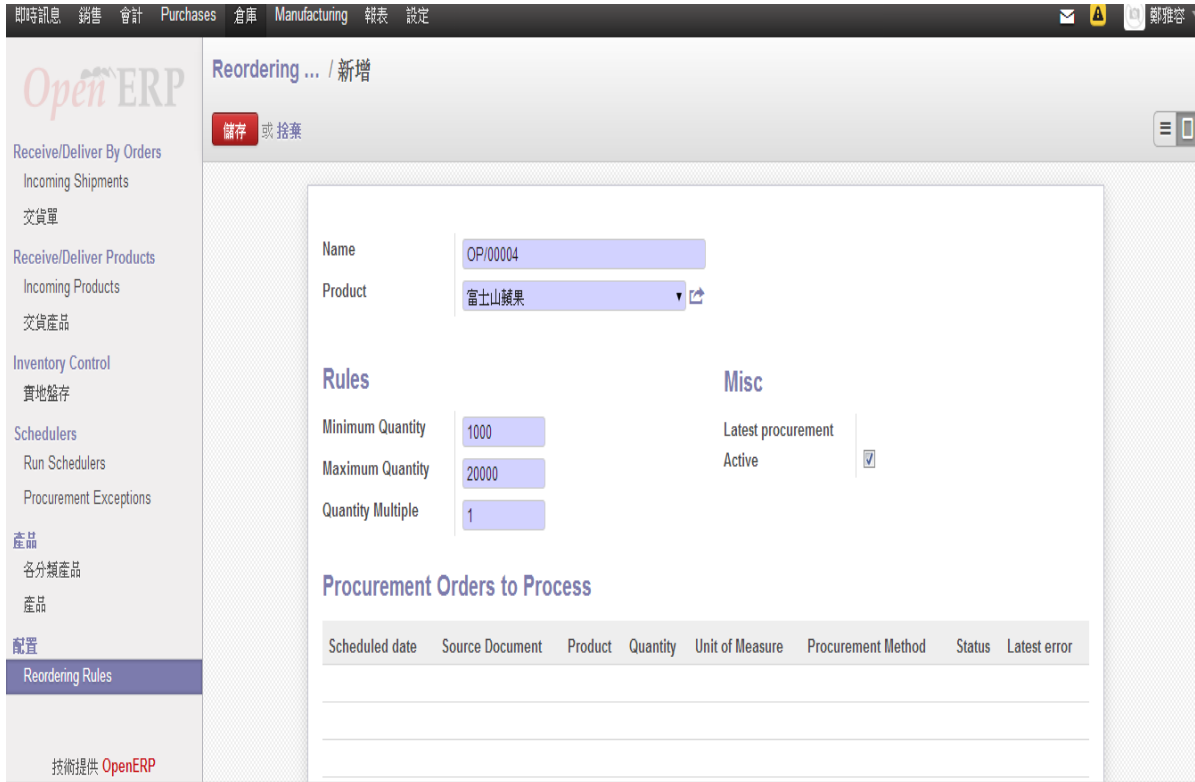 即時訊息 銷售 會計 Purchases 倉庫 Manufacturing 報表 設定 鄭雅容
OpenERP
Receive/Deliver By Orders
Incoming Shipments
交貨單
Receive/Deliver Products
Incoming Products
交貨產品
Inventory Control
實地盤存
Schedulers
Run Schedulers
Procurement Exceptions
產品
各分類產品
產品
配置
Reordering Rules
技術提供 OpenERP
Reordering ... / 新增
儲存 或 捨棄
Name OP/00004
Product 富士山蘋果
Rules
Minimum Quantity 1000
Maximum Quantity 20000
Quantity Multiple 1
Misc
Latest procurement
Active
Procurement Orders to Process
Scheduled date Source Document Product Quantity Unit of Measure Procurement Method Status Latest error